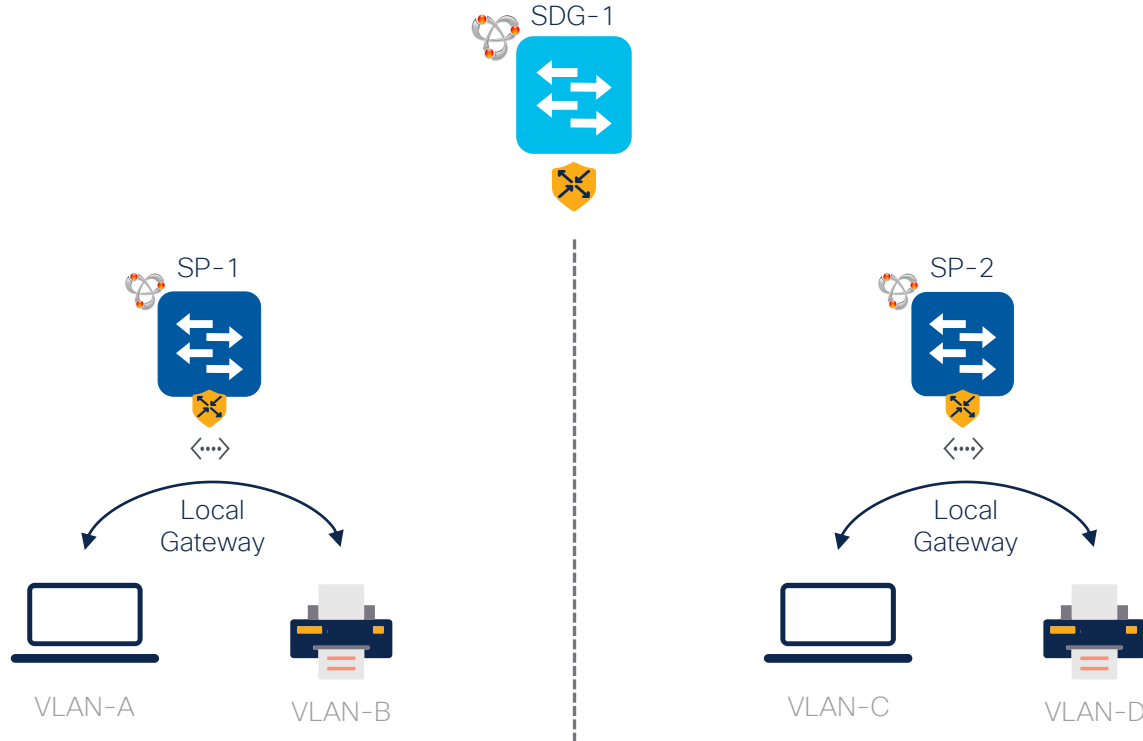 SDG-1
SP-1
SP-2
Local
Gateway
Local
Gateway
VLAN-A
VLAN-B
VLAN-C
VLAN-D